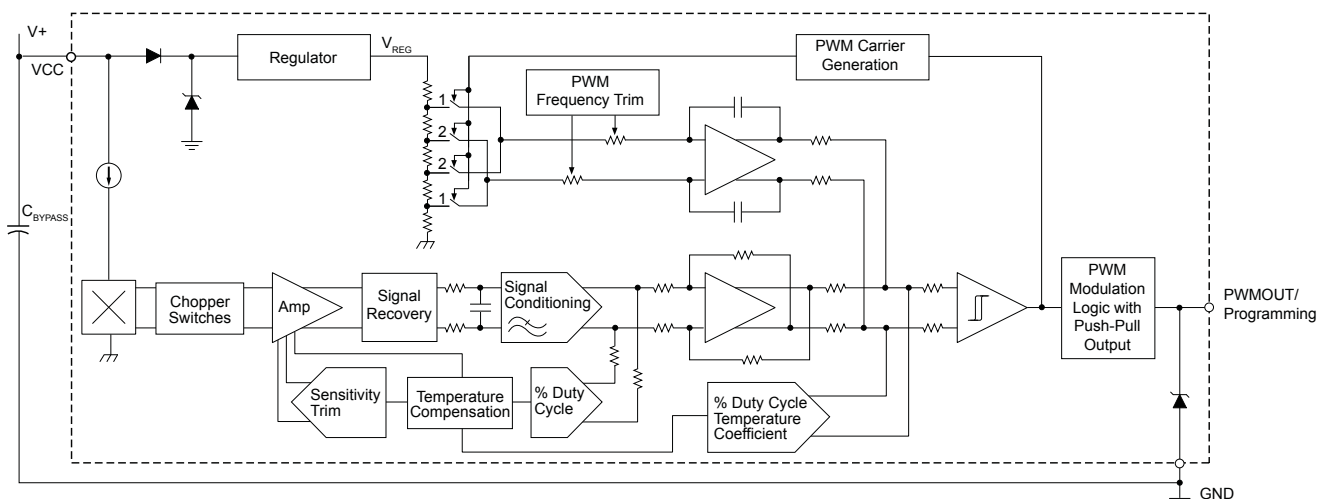 V+
VCC
Regulator
VREG
PWM Carrier
Generation
PWM
Frequency Trim
1
2
2
1
CBYPASS
Chopper
Switches
Amp
Signal
Recovery
Signal
Conditioning
PWM
Modulation
Logic with
Push-Pull
Output
PWMOUT/
Programming
Sensitivity
Trim
Temperature
Compensation
% Duty
Cycle
% Duty Cycle
Temperature
Coefficient
GND